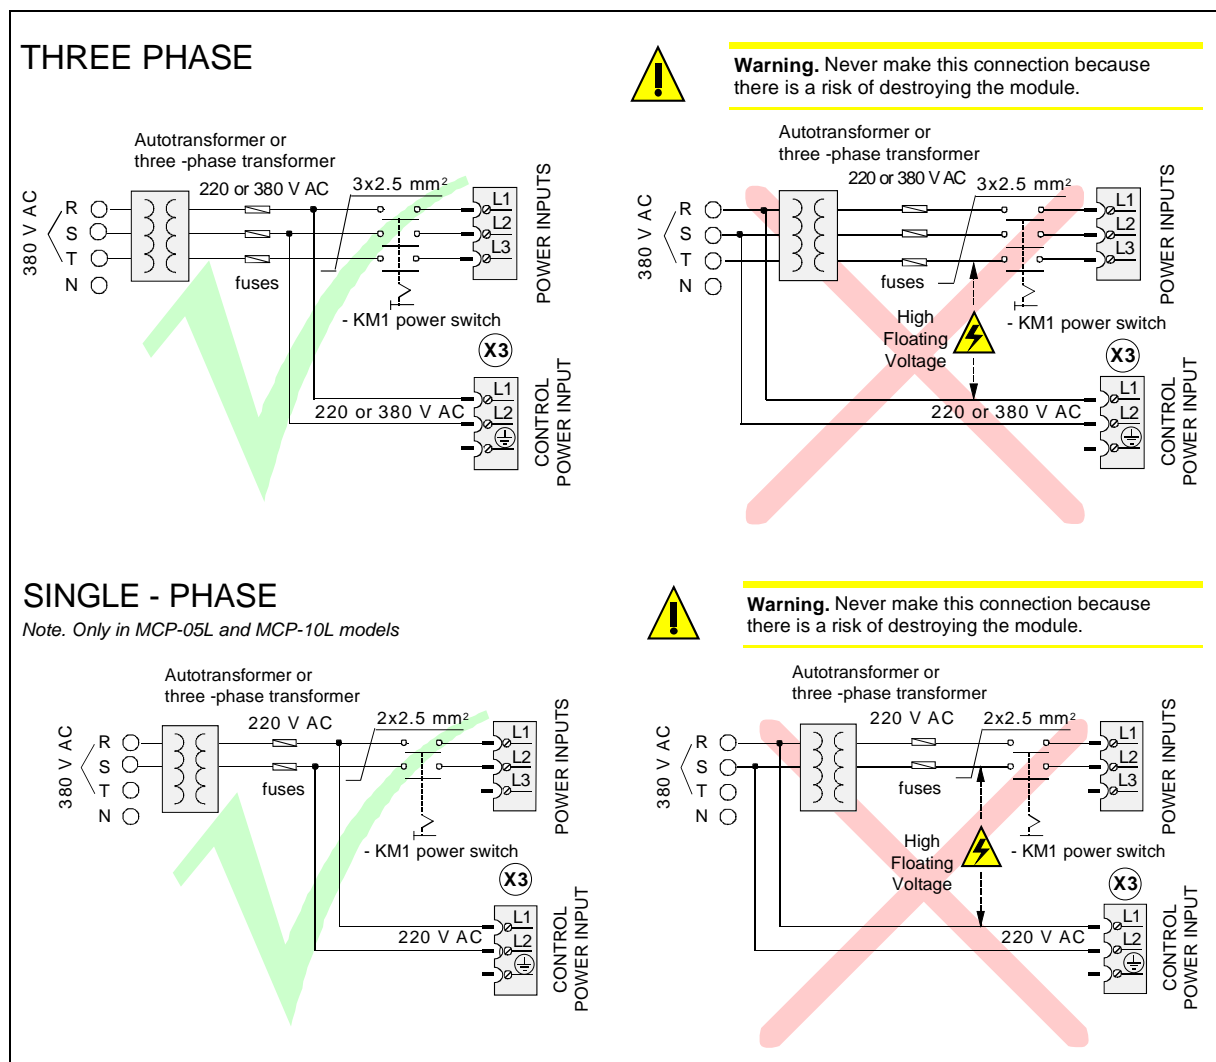 THREE PHASE
Warning. Never make this connection because
there is a risk of destroying the module.
Autotransformer or
three -phase transformer
220 or 380 V AC
3x2.5 mm²
380 V AC
R
S
T
N
fuses
L1
L2
L3
POWER INPUTS
- KM1 power switch
X3
L1
L2
220 or 380 V AC
CONTROL
POWER INPUT
Autotransformer or
three -phase transformer
220 or 380 V AC
3x2.5 mm²
380 V AC
R
S
T
N
fuses
L1
L2
L3
POWER INPUTS
High
Floating
Voltage
- KM1 power switch
X3
L1
L2
220 or 380 V AC
CONTROL
POWER INPUT
SINGLE - PHASE
Note. Only in MCP-05L and MCP-10L models
Warning. Never make this connection because
there is a risk of destroying the module.
Autotransformer or
three -phase transformer
220 V AC
2x2.5 mm²
380 V AC
R
S
T
N
fuses
L1
L2
L3
POWER INPUTS
- KM1 power switch
X3
L1
L2
220 V AC
CONTROL
POWER INPUT
Autotransformer or
three -phase transformer
220 V AC
2x2.5 mm²
380 V AC
R
S
T
N
fuses
L1
L2
L3
POWER INPUTS
High
Floating
Voltage
- KM1 power switch
X3
L1
L2
220 V AC
CONTROL
POWER INPUT